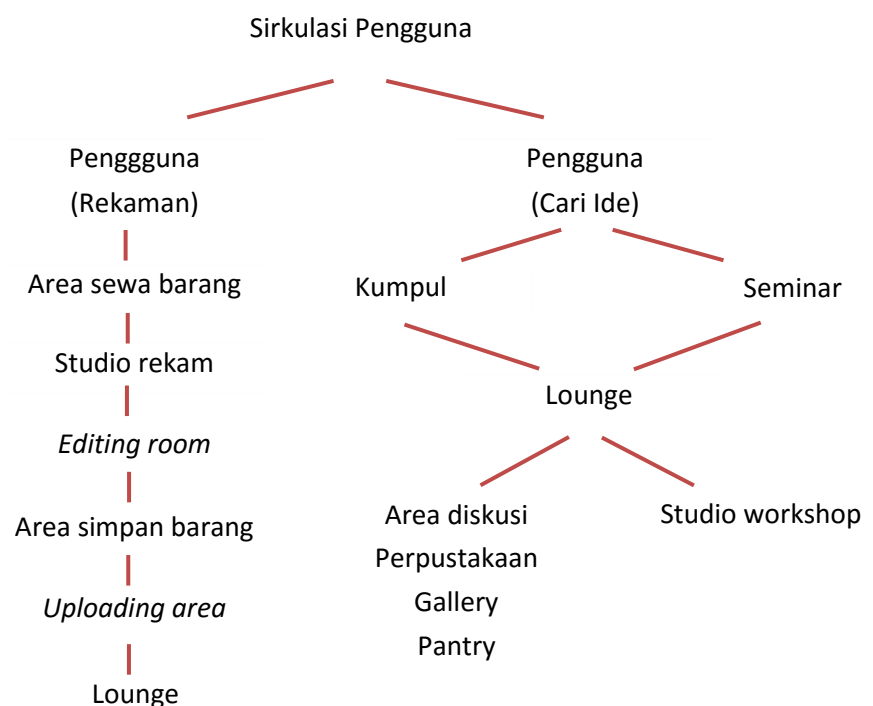 Sirkulasi Pengguna
Penggguna
(Rekaman)
Area sewa barang
Studio rekam
Editing room
Area simpan barang
Uploading area
Lounge
Pengguna
(Cari Ide)
Kumpul
Seminar
Lounge
Area diskusi
Perpustakaan
Gallery
Pantry
Studio workshop